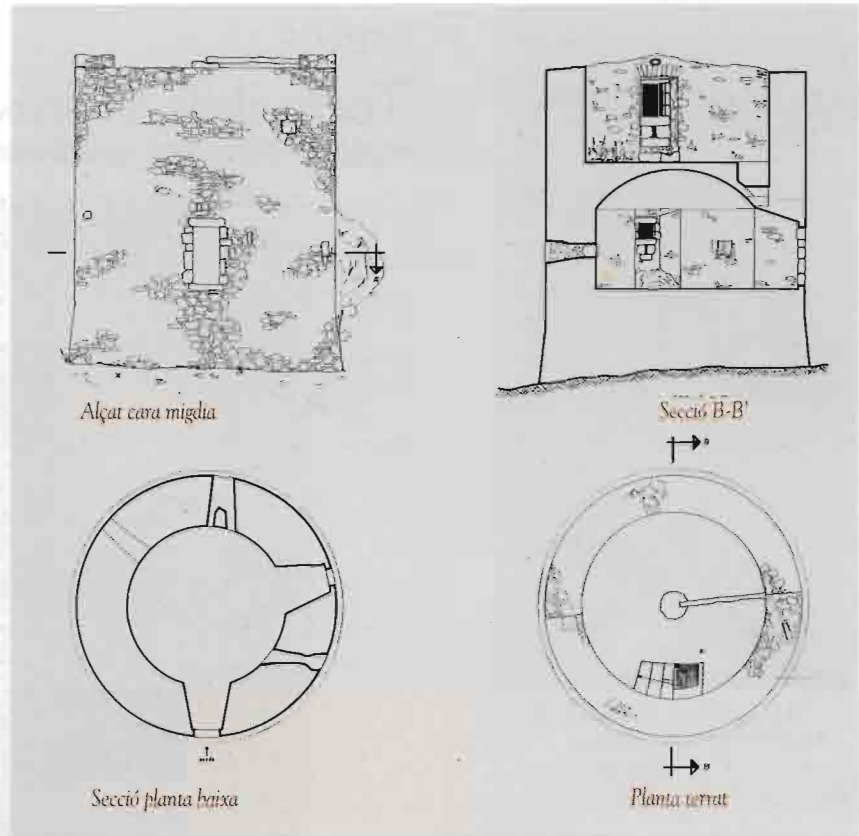 Alçat cara migdia
Secció B-B'
Secció planta baixa
Planta terrat